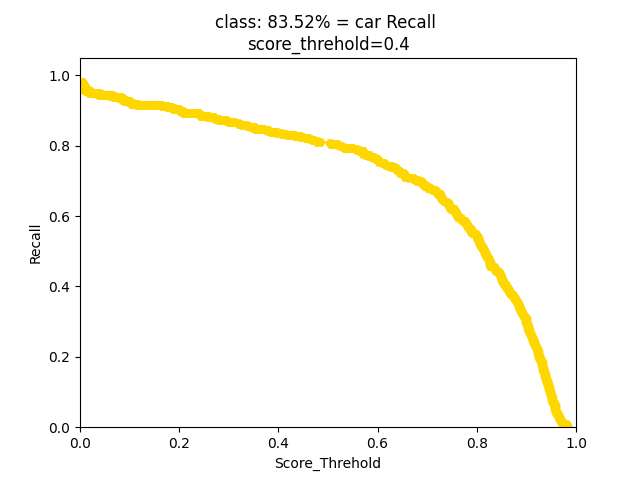 class: 83.52% = car Recall
score_threhold=0.4
1.0
0.8
0.6
0.4
0.2
0.0
Recall
0.0 0.2 0.4 0.6 0.8 1.0
Score_Threhold